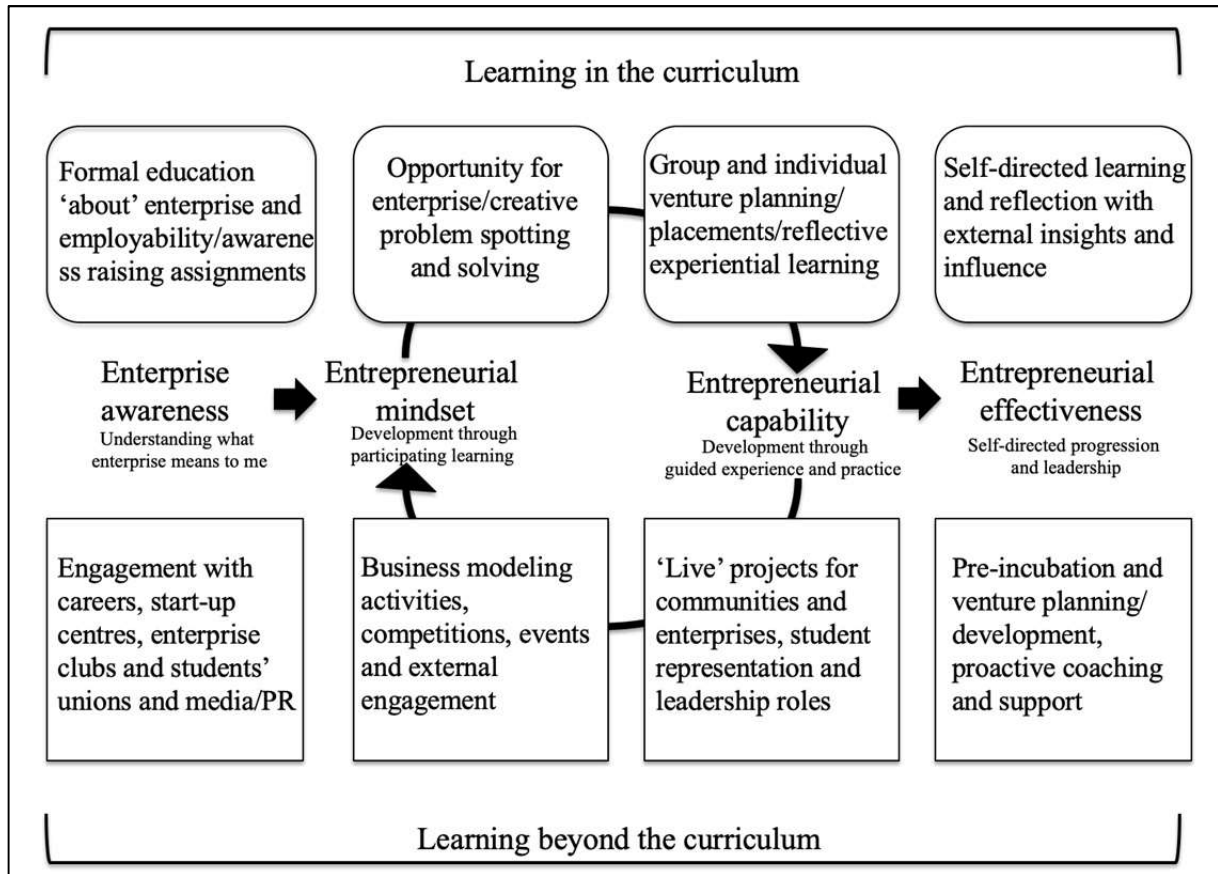 Learning in the curriculum
Formal education
‘about’ enterprise and
employability/awarene
ss raising assignments
Opportunity for
enterprise/creative
problem spotting
and solving
Group and individual
venture planning/
placements/reflective
experiential learning
Self-directed learning
and reflection with
external insights and
influence
Enterprise
awareness
Understanding what
enterprise means to me
Entrepreneurial
mindset
Development through
participating learning
Entrepreneurial
capability
Development through
guided experience and practice
Entrepreneurial
effectiveness
Self-directed progression
and leadership
Engagement with
careers, start-up
centres, enterprise
clubs and students’
unions and media/PR
Business modeling
activities,
competitions, events
and external
engagement
‘Live’ projects for
communities and
enterprises, student
representation and
leadership roles
Pre-incubation and
venture planning/
development,
proactive coaching
and support
Learning beyond the curriculum